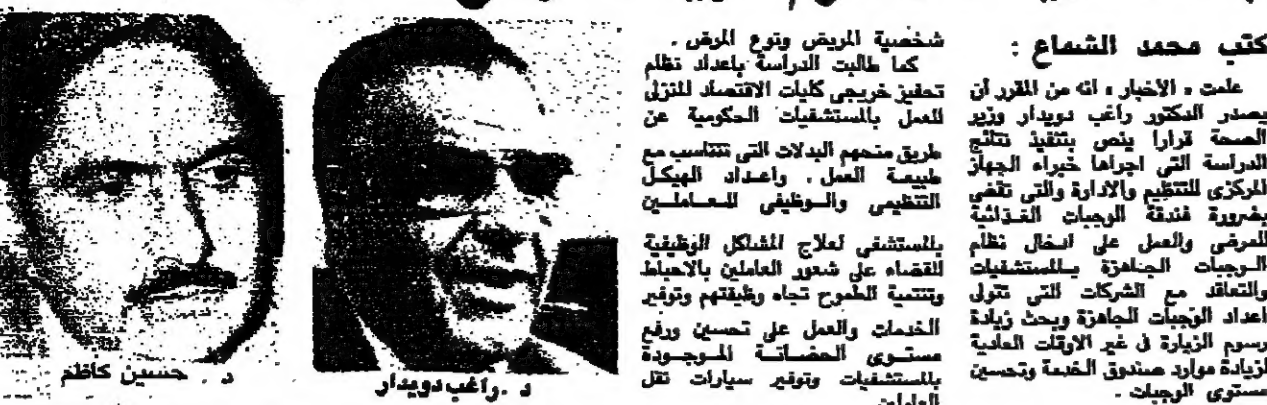 كتب محمد الشماع :
علمت « الأخبار » انه من المقرر أن
يصدر الدكتور راغب دويدار وزير
الصحة قرارا ينص بتنفيذ نتائج
الدراسة التى اجراها خبراء الجهاز
المركزى للتنظيم والادارة والتى تقضى
بضرورة فندقة الوجبات الغذائية
للمرضى والعمل على ادخال نظام
الوجبات الجاهزة بالمستشفيات
والتعاقد مع الشركات التى تتولى
اعداد الوجبات الجاهزة وبحث زيادة
رسوم الزيارة فى غير الاوقات العادية
لزيادة موارد صندوق الخدمة وتحسين
مستوى الوجبات .
شخصية المريض ونوع المرض .
كما طالبت الدراسة باعداد نظام
تحفيز خريجى كليات الاقتصاد المنزلى
للعمل بالمستشفيات الحكومية عن
طريق منحهم البدلات التى تتناسب مع
طبيعة العمل . واعداد الهيكل
التنظيمى والوظيفى للعاملين
بالمستشفى لعلاج المشاكل الوظيفية
للقضاء على شعور العاملين بالاحباط
وتنتمية الطموح تجاه وظيفتهم وتوفير
الخدمات والعمل على تحسين ورفع
مستوى الحضانة الموجودة
بالمستشفيات وتوفير سيارات نقل
العاملين
د . راغب دويدار
د . حسين كاظم